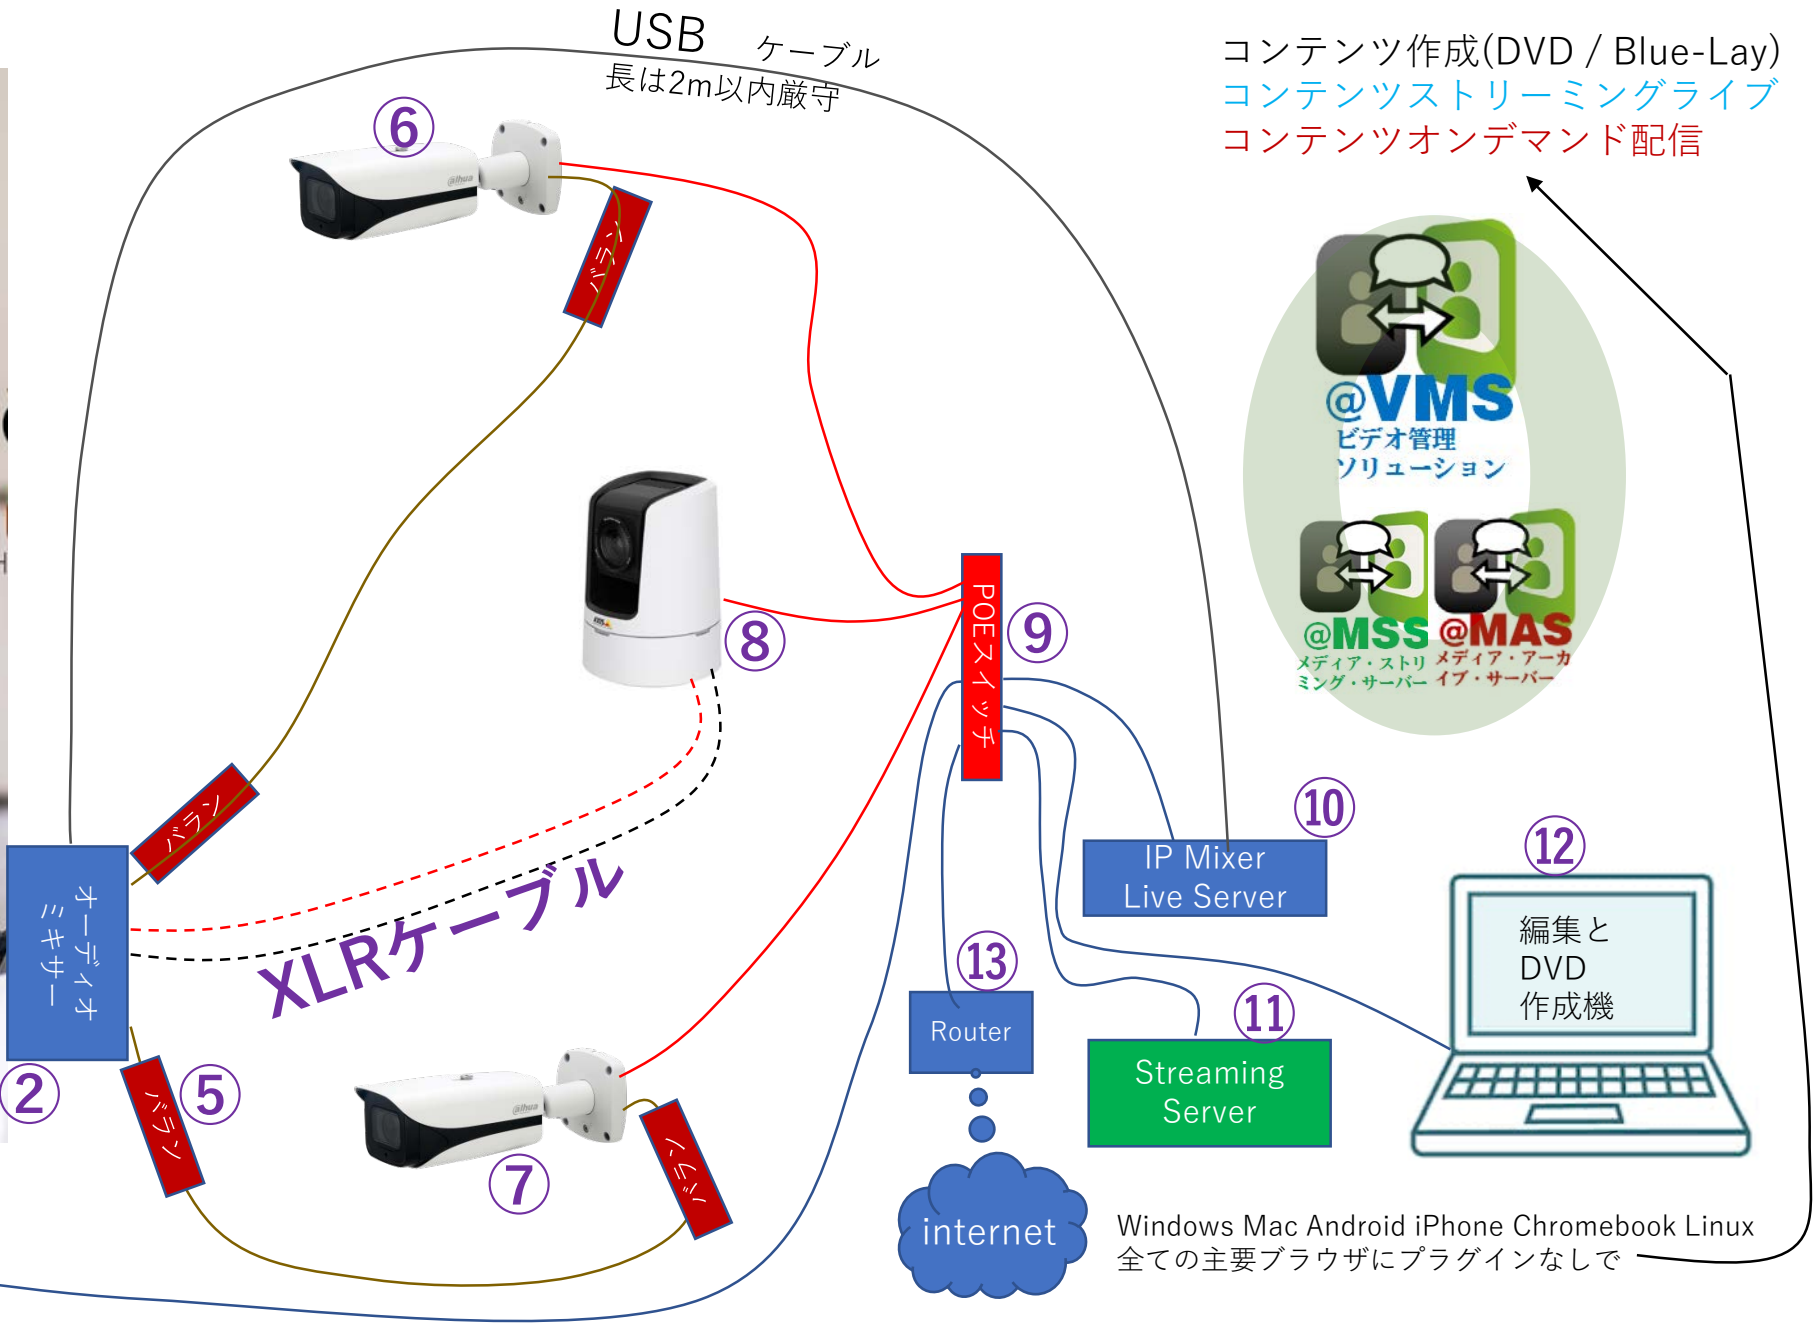 USB ケーブル
長は2m以内厳守
コンテンツ作成(DVD / Blue-Lay)
コンテンツストリーミングライブ
コンテンツオンデマンド配信
⑥
alhua
バラン
@VMS
ビデオ管理
ソリューション
@MSS
メディア・ストリ
ミング・サーバー
@MAS
メディア・アーカ
イブ・サーバー
AXIS
⑧
POEスイッチ
⑨
バラン
オーディオ
ミキサー
②
XLRケーブル
⑩
IP Mixer
Live Server
⑫
編集と
DVD
作成機
⑬
Router
⑪
Streaming
Server
バラン
⑤
alhua
⑦
バラン
internet
Windows Mac Android iPhone Chromebook Linux
全ての主要ブラウザにプラグインなしで